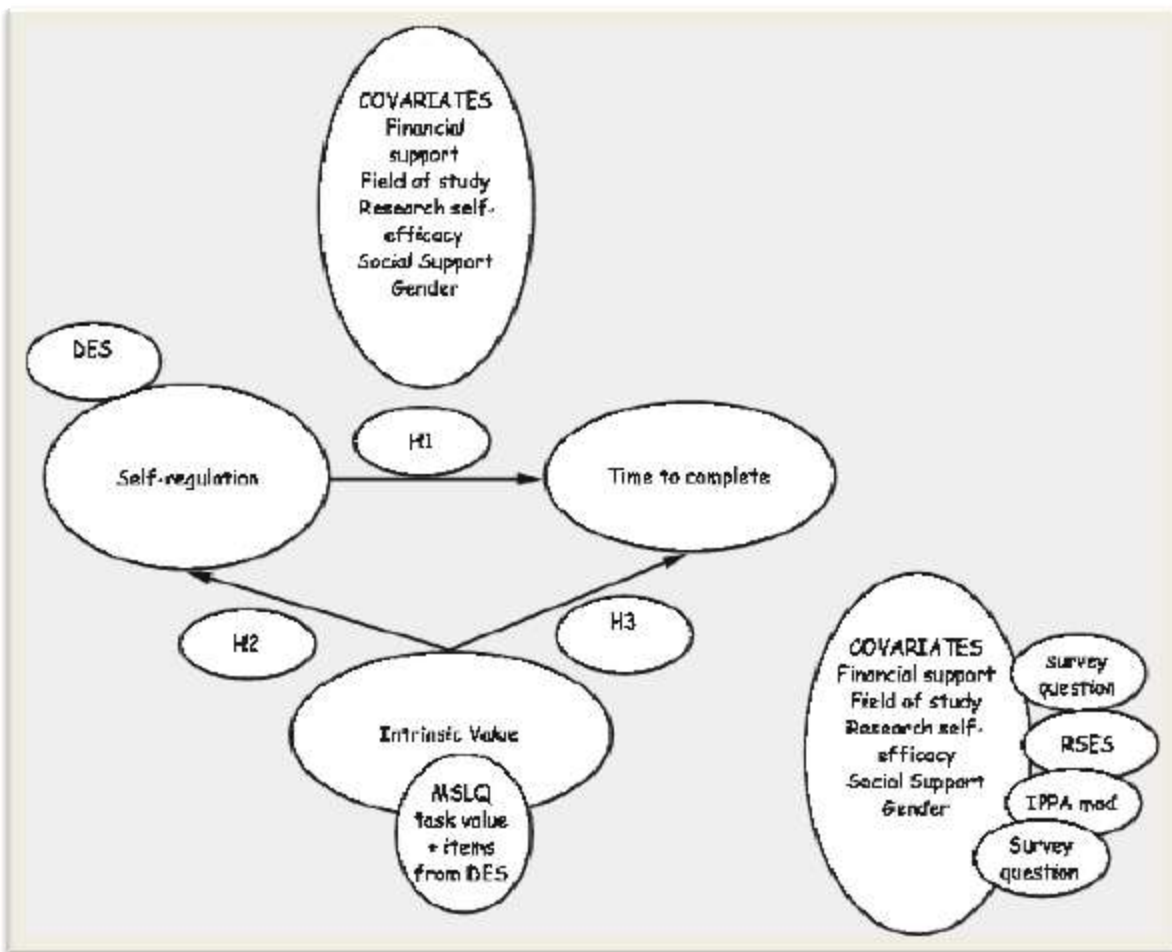 COVARIATES
Financial
support
Field of study
Research self-
efficacy
Social Support
Gender
DES
H1
Self-regulation
Time to complete
H2
H3
Intrinsic Value
MSLQ
task value
+ items
from DES
COVARIATES
Financial support
Field of study
Research self-
efficacy
Social Support
Gender
survey
question
RSES
IPPA mod
Survey
question